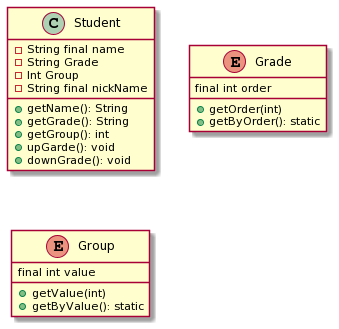 C Student
String final name
String Grade
Int Group
String final nickName
getName(): String
getGrade(): String
getGroup(): int
upGarde(): void
downGrade(): void
E Grade
final int order
getOrder(int)
getByOrder(): static
E Group
final int value
getValue(int)
getByValue(): static